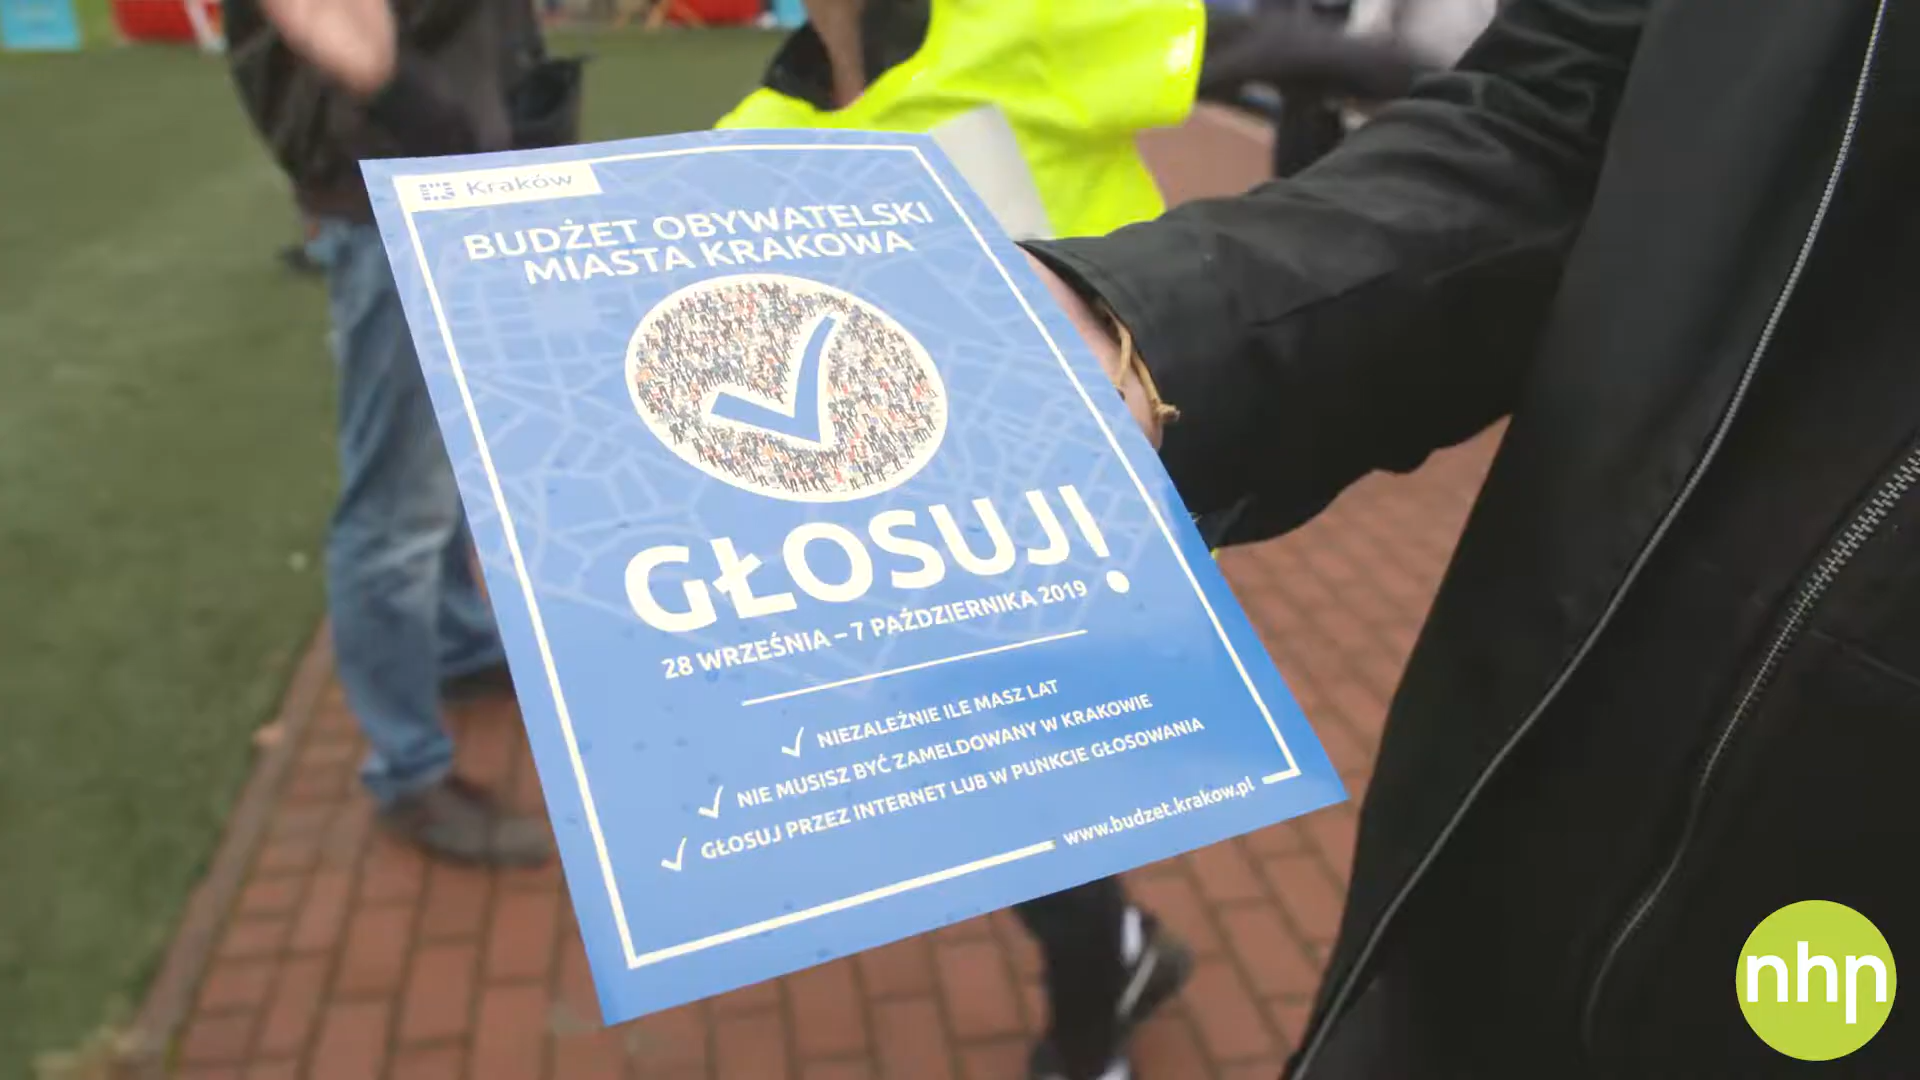 Kraków
BUDŻET OBYWATELSKI
MIASTA KRAKOWA
GŁOSUJ!
28 WRZEŚNIA – 7 PAŹDZIERNIKA 2019
NIEZALEŻNIE ILE MASZ LAT
NIE MUSISZ BYĆ ZAMELDOWANY W KRAKOWIE
GŁOSUJ PRZEZ INTERNET LUB W PUNKCIE GŁOSOWANIA
www.budzet.krakow.pl
nhp